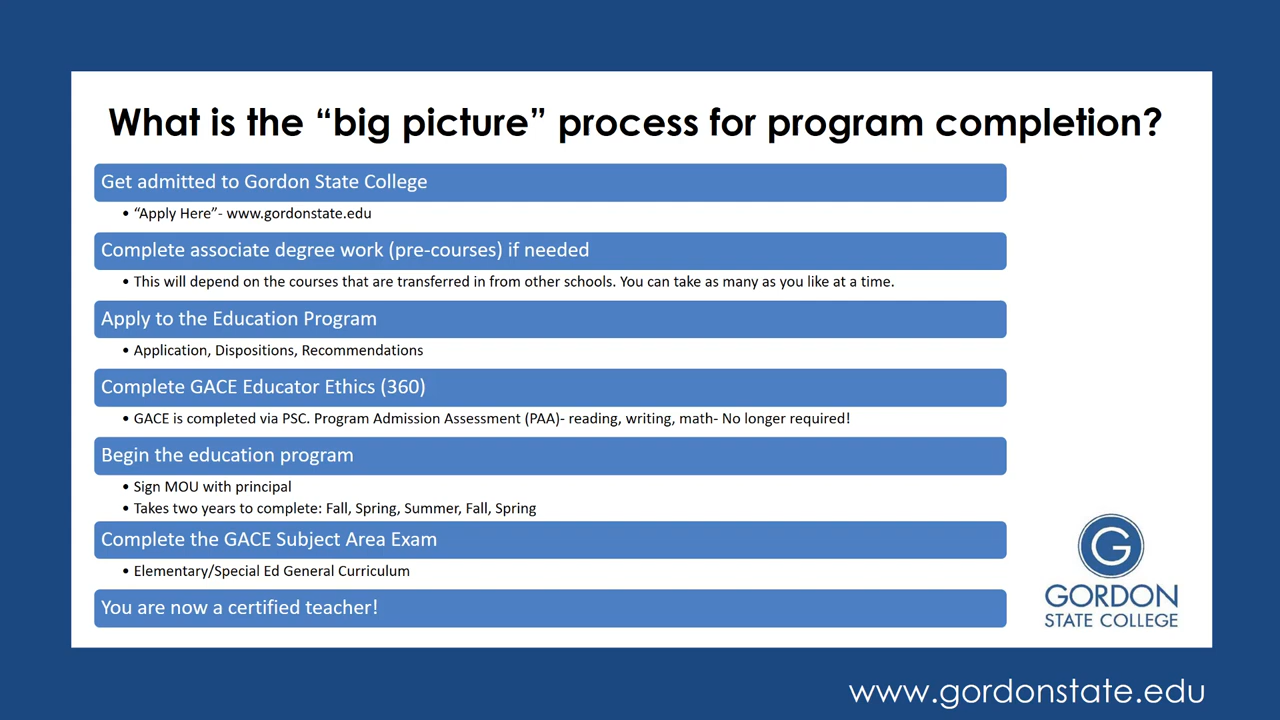 What is the “big picture” process for program completion?
Get admitted to Gordon State College
• “Apply Here”- www.gordonstate.edu
Complete associate degree work (pre-courses) if needed
• This will depend on the courses that are transferred in from other schools. You can take as many as you like at a time.
Apply to the Education Program
• Application, Dispositions, Recommendations
Complete GACE Educator Ethics (360)
• GACE is completed via PSC. Program Admission Assessment (PAA)- reading, writing, math- No longer required!
Begin the education program
• Sign MOU with principal
• Takes two years to complete: Fall, Spring, Summer, Fall, Spring
Complete the GACE Subject Area Exam
• Elementary/Special Ed General Curriculum
You are now a certified teacher!
G
GORDON
STATE COLLEGE
www.gordonstate.edu